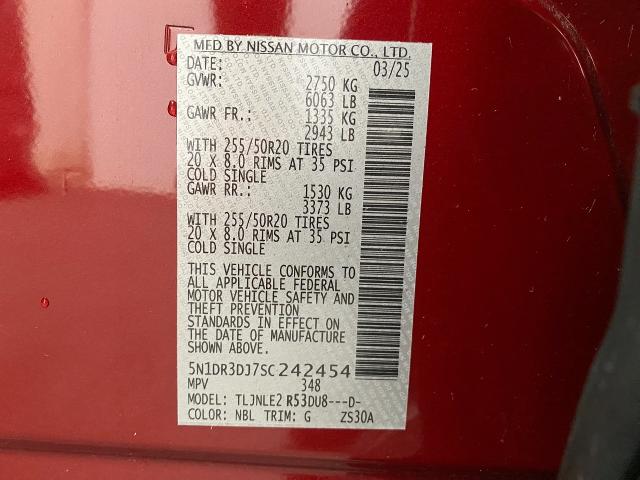 MFD BY NISSAN MOTOR CO., LTD.
DATE: 03/25
GVWR: 2750 KG
6063 LB
GAWR FR.: 1335 KG
2943 LB
WITH 255/50R20 TIRES
20 X 8.0 RIMS AT 35 PSI
COLD SINGLE
GAWR RR.: 1530 KG
3373 LB
WITH 255/50R20 TIRES
20 X 8.0 RIMS AT 35 PSI
COLD SINGLE
THIS VEHICLE CONFORMS TO
ALL APPLICABLE FEDERAL
MOTOR VEHICLE SAFETY AND
THEFT PREVENTION
STANDARDS IN EFFECT ON
THE DATE OF MANUFACTURE
SHOWN ABOVE.
5N1DR3DJ7SC242454
MPV 348
MODEL: TLJNLE2 R53DU8---D-
COLOR: NBL TRIM: G ZS30A